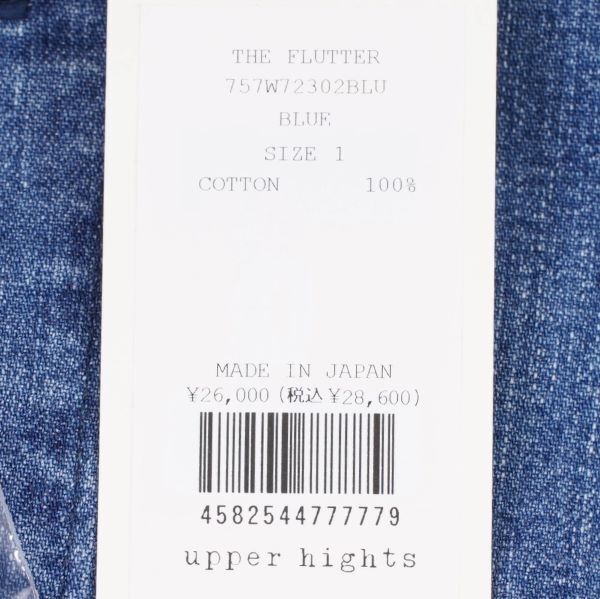 THE FLUTTER
757W72302BLU
BLUE
SIZE 1
COTTON 100%
MADE IN JAPAN
¥26,000(税込¥28,600)
4582544777779
upper hights